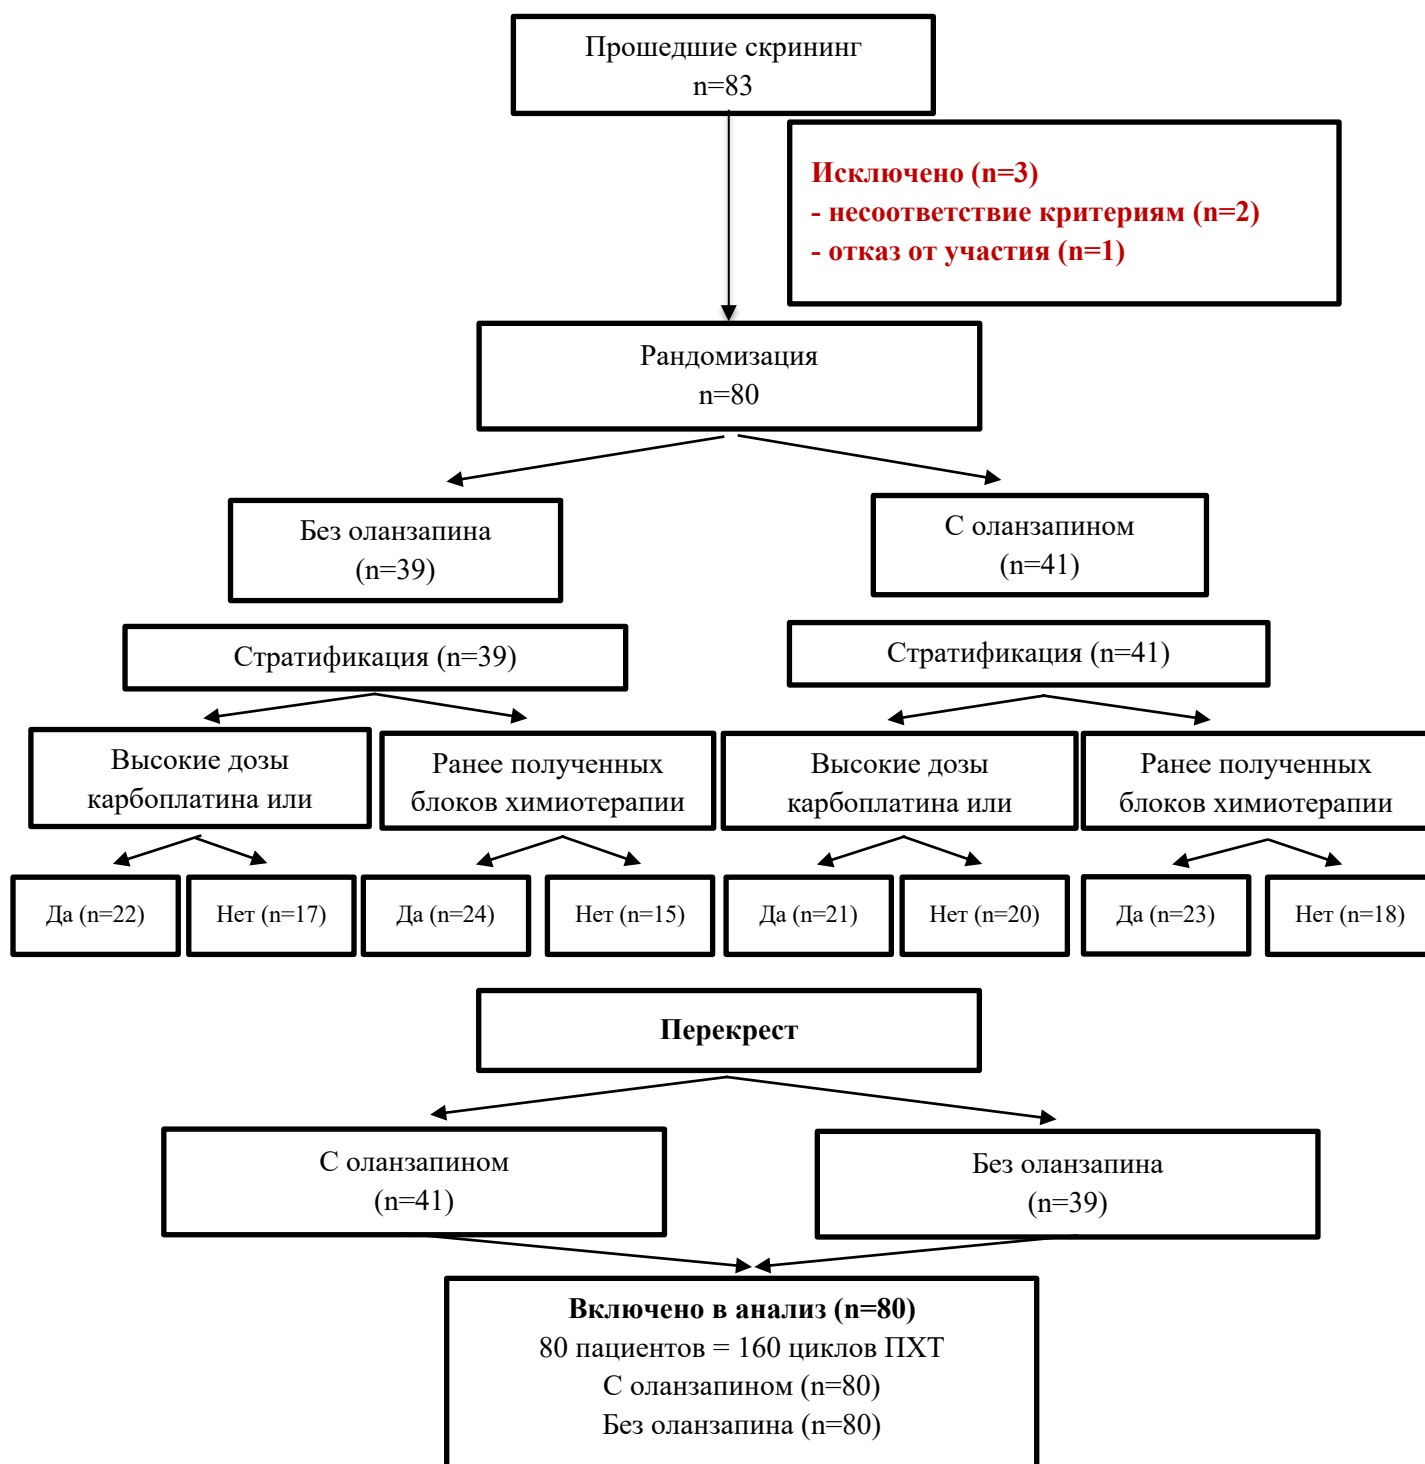 Прошедшие скрининг
n=83
Исключено (n=3)
- несоответствие критериям (n=2)
- отказ от участия (n=1)
Рандомизация
n=80
Без оланзапина
(n=39)
С оланзапином
(n=41)
Стратификация (n=39)
Стратификация (n=41)
Высокие дозы
карбоплатина или
Ранее полученных
блоков химиотерапии
Высокие дозы
карбоплатина или
Ранее полученных
блоков химиотерапии
Да (n=22)
Нет (n=17)
Да (n=24)
Нет (n=15)
Да (n=21)
Нет (n=20)
Да (n=23)
Нет (n=18)
Перекрест
С оланзапином
(n=41)
Без оланзапина
(n=39)
Включено в анализ (n=80)
80 пациентов = 160 циклов ПХТ
С оланзапином (n=80)
Без оланзапина (n=80)